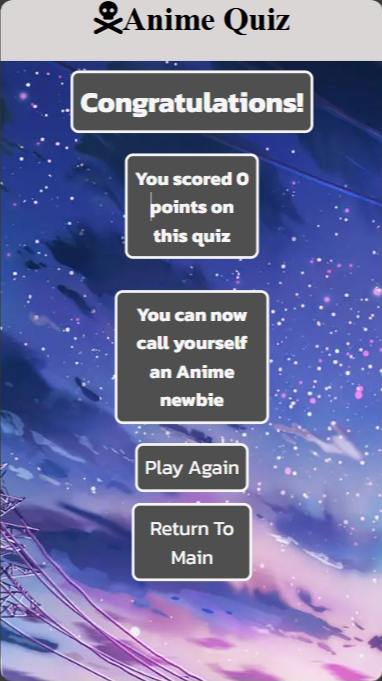 Anime Quiz
Congratulations!
You scored 0
points on
this quiz
You can now
call yourself
an Anime
newbie
Play Again
Return To
Main